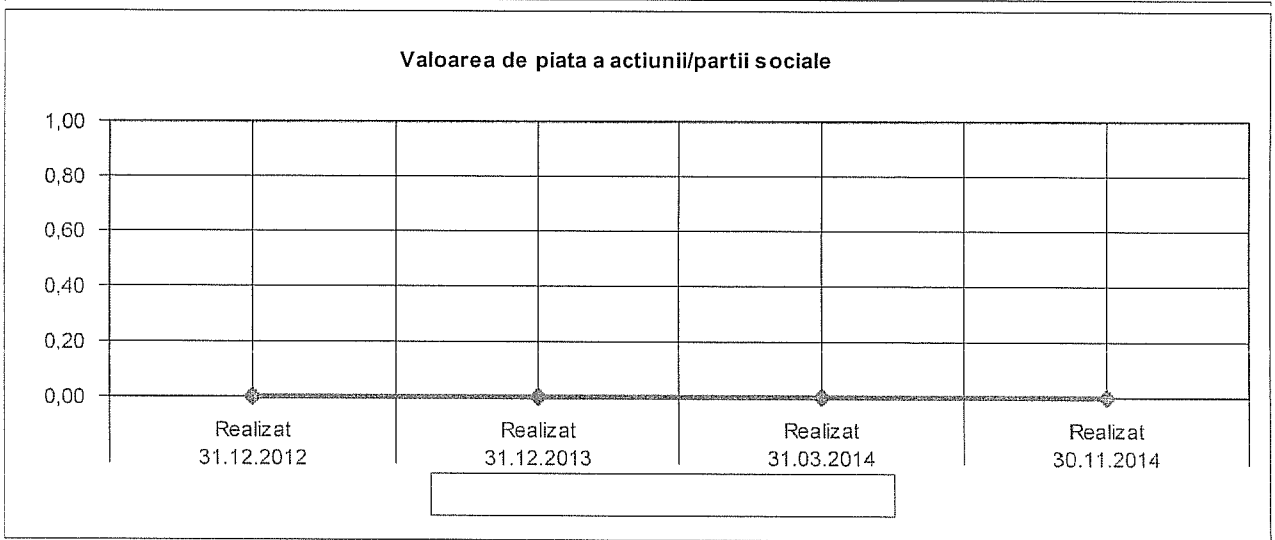 Valoarea de piata a actiunii/partii sociale
1,00
0,80
0,60
0,40
0,20
0,00
Realizat
31.12.2012
Realizat
31.12.2013
Realizat
31.03.2014
Realizat
30.11.2014